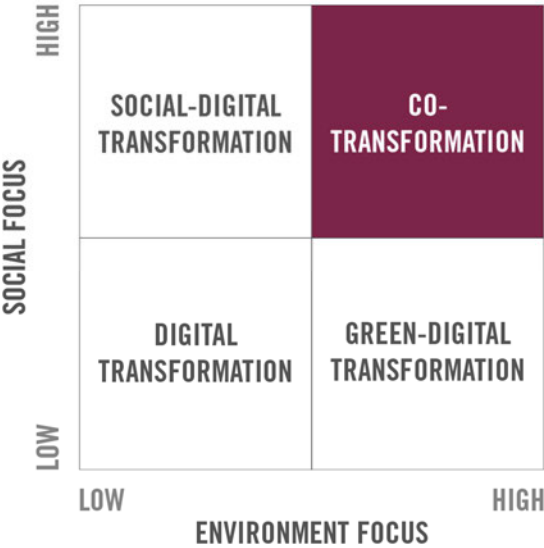 HIGH
SOCIAL-DIGITAL
TRANSFORMATION
CO-
TRANSFORMATION
SOCIAL FOCUS
DIGITAL
TRANSFORMATION
GREEN-DIGITAL
TRANSFORMATION
LOW
LOW
HIGH
ENVIRONMENT FOCUS